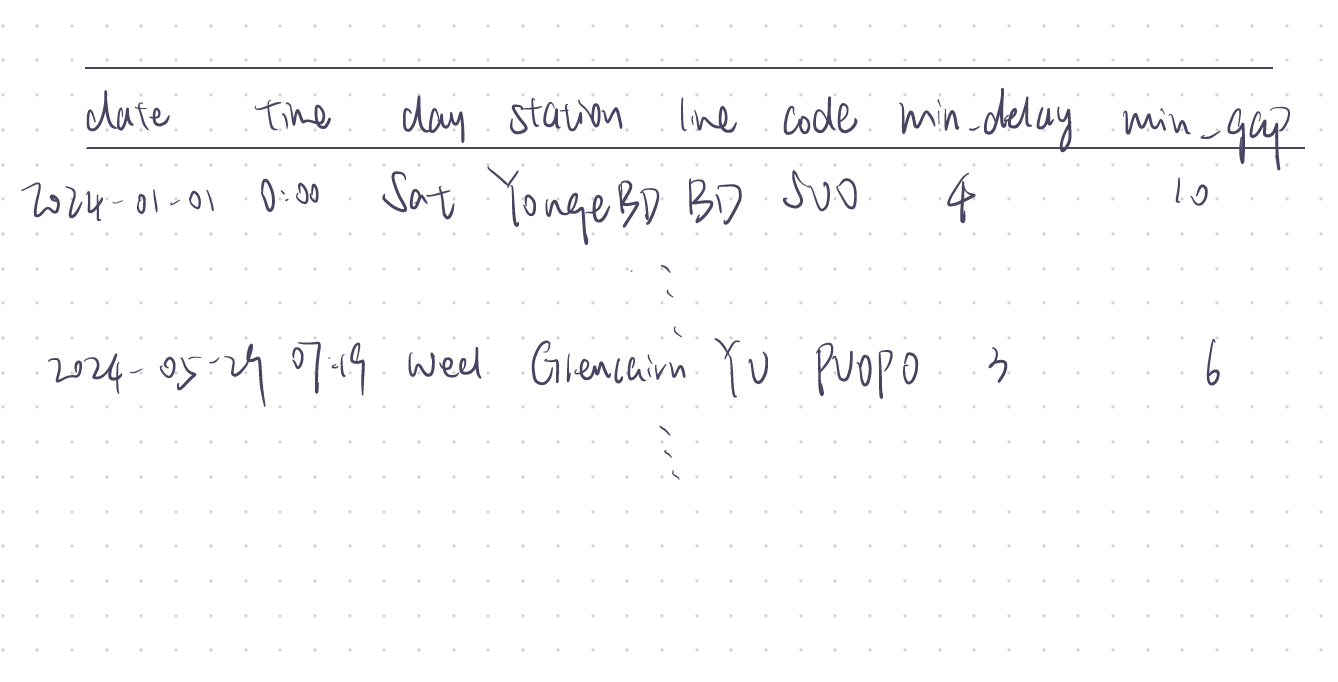 date time day station line code min_delay min_gap
2024-01-01 0:00 Sat YongeBD BD SUO 4 10
2024-05-29 07:19 Wed Glencairn YU PUOPO 3 6